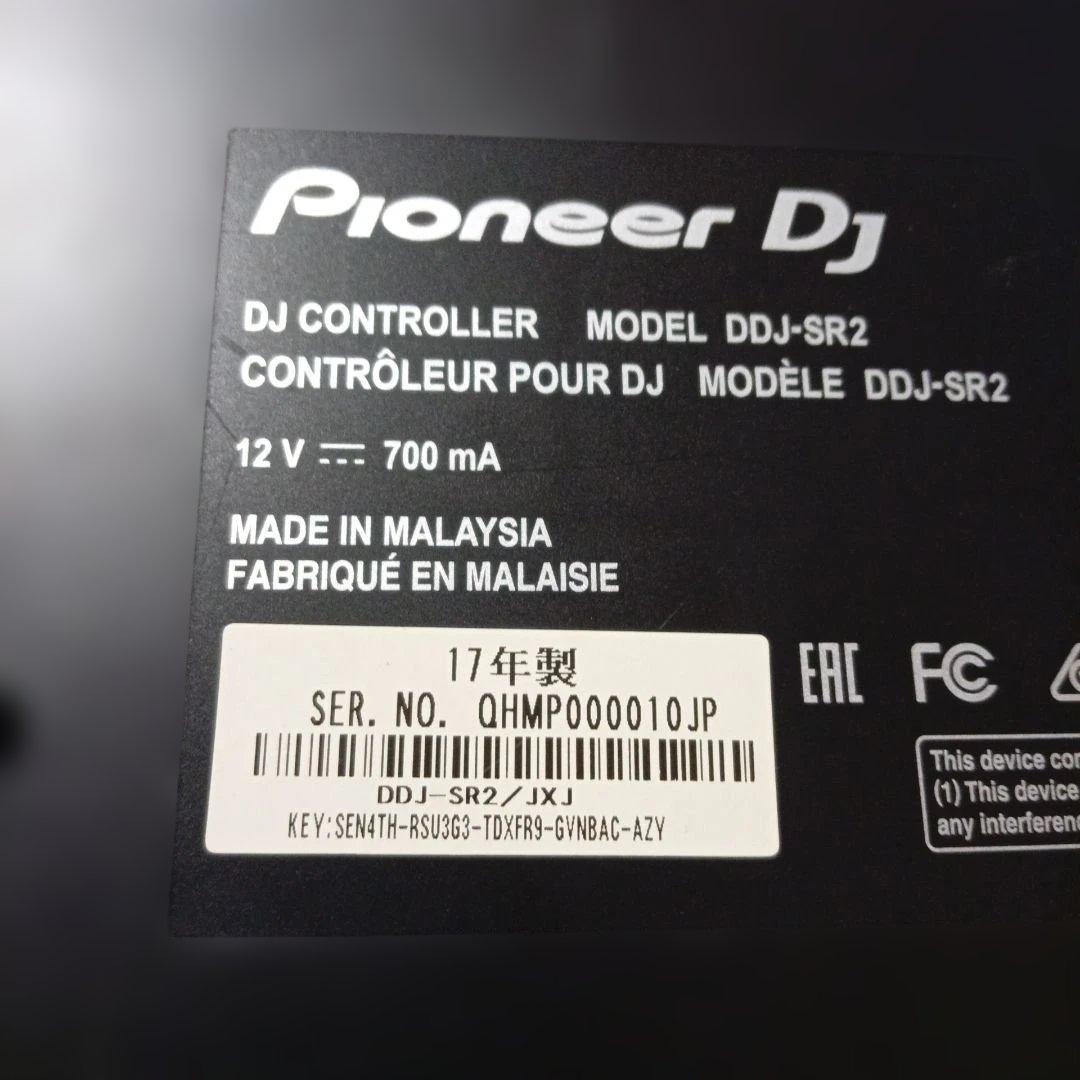 Pioneer Dj
DJ CONTROLLER MODEL DDJ-SR2
CONTRÔLEUR POUR DJ MODÈLE DDJ-SR2
12 V ⎓ 700 mA
MADE IN MALAYSIA
FABRIQUÉ EN MALAISIE
17年製
SER. NO. QHMP000010JP
DDJ-SR2/JXJ
KEY:SEN4TH-RSU3G3-TDXFR9-GVNBAC-AZY
EAC FC
This device
(1) This device
any